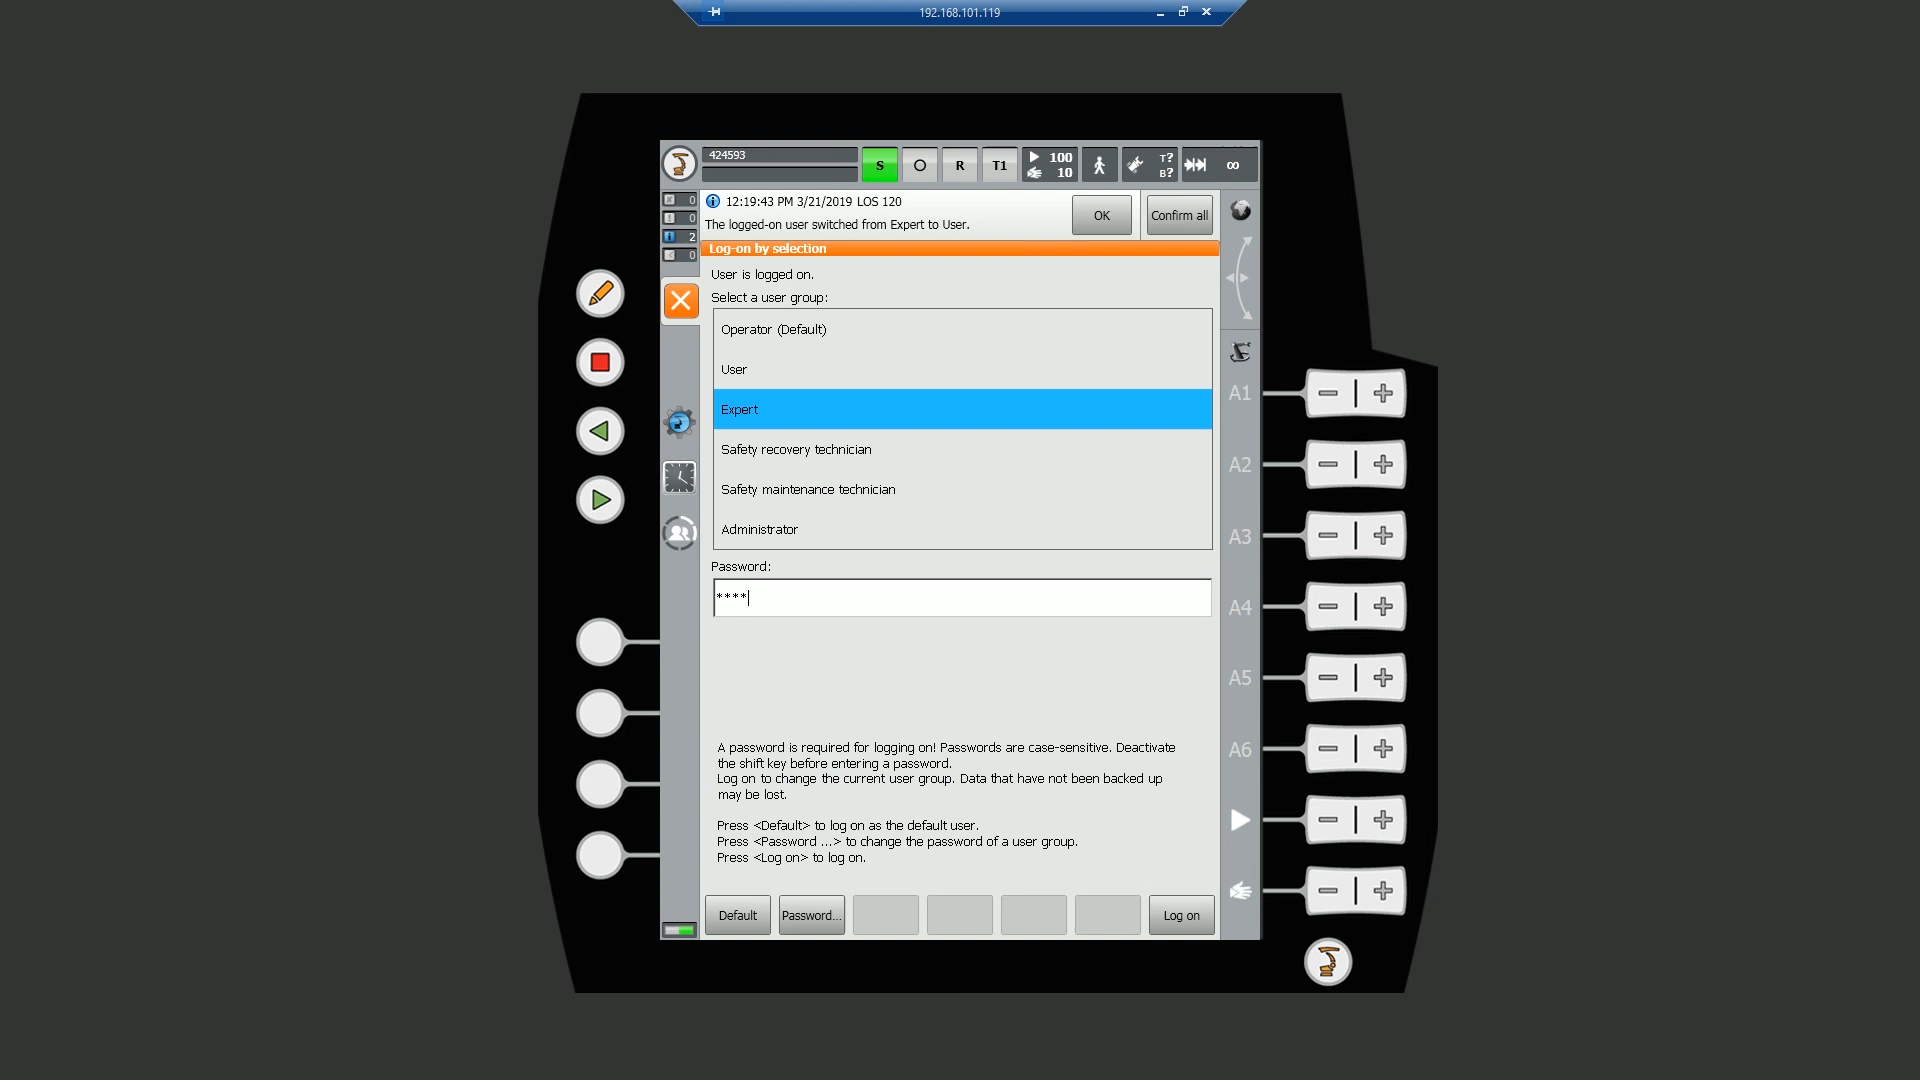 192.168.101.119
424593
S O R T1 100 10 T? B? ∞
0
0
2
0
12:19:43 PM 3/21/2019 LOS 120
The logged-on user switched from Expert to User.
OK
Confirm all
Log-on by selection
User is logged on.
Select a user group:
Operator (Default)
User
Expert
Safety recovery technician
Safety maintenance technician
Administrator
Password:
****
A1
A2
A3
A4
A5
A6
A password is required for logging on! Passwords are case-sensitive. Deactivate
the shift key before entering a password.
Log on to change the current user group. Data that have not been backed up
may be lost.
Press <Default> to log on as the default user.
Press <Password ...> to change the password of a user group.
Press <Log on> to log on.
Default
Password...
Log on